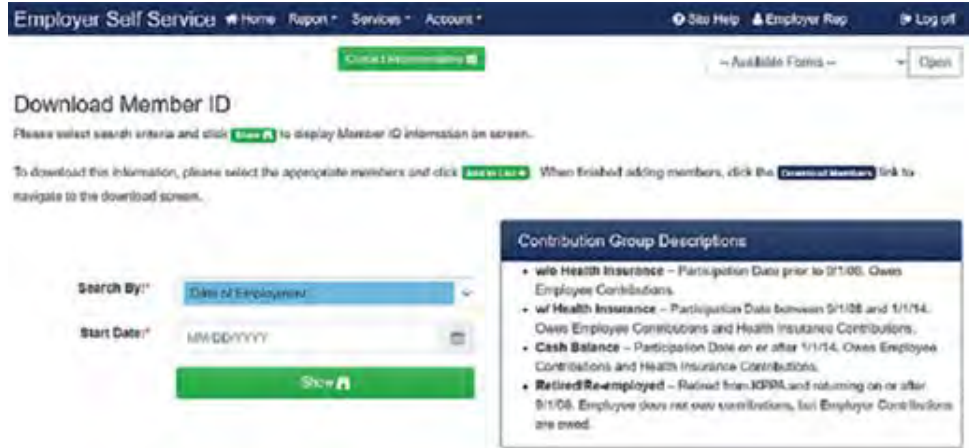 Employer Self Service Home Report Services Account Site Help Employer Rep Log off
Contact Representative -- Available Forms -- Open
Download Member ID
Please select search criteria and click Show to display Member ID information on screen.
To download this information, please select the appropriate members and click Add to List . When finished adding members, click the Download Members link to
navigate to the download screen.
Contribution Group Descriptions
Search By:* Date of Employment
Start Date:* MM/DD/YYYY
Show
• w/o Health Insurance – Participation Date prior to 9/1/08. Owes
Employee Contributions.
• w/ Health Insurance – Participation Date between 9/1/08 and 1/1/14.
Owes Employee Contributions and Health Insurance Contributions.
• Cash Balance – Participation Date on or after 1/1/14. Owes Employee
Contributions and Health Insurance Contributions.
• Retired/Re-employed – Retired from KPPA and returning on or after
9/1/08. Employee does not owe contributions, but Employer Contributions
are owed.